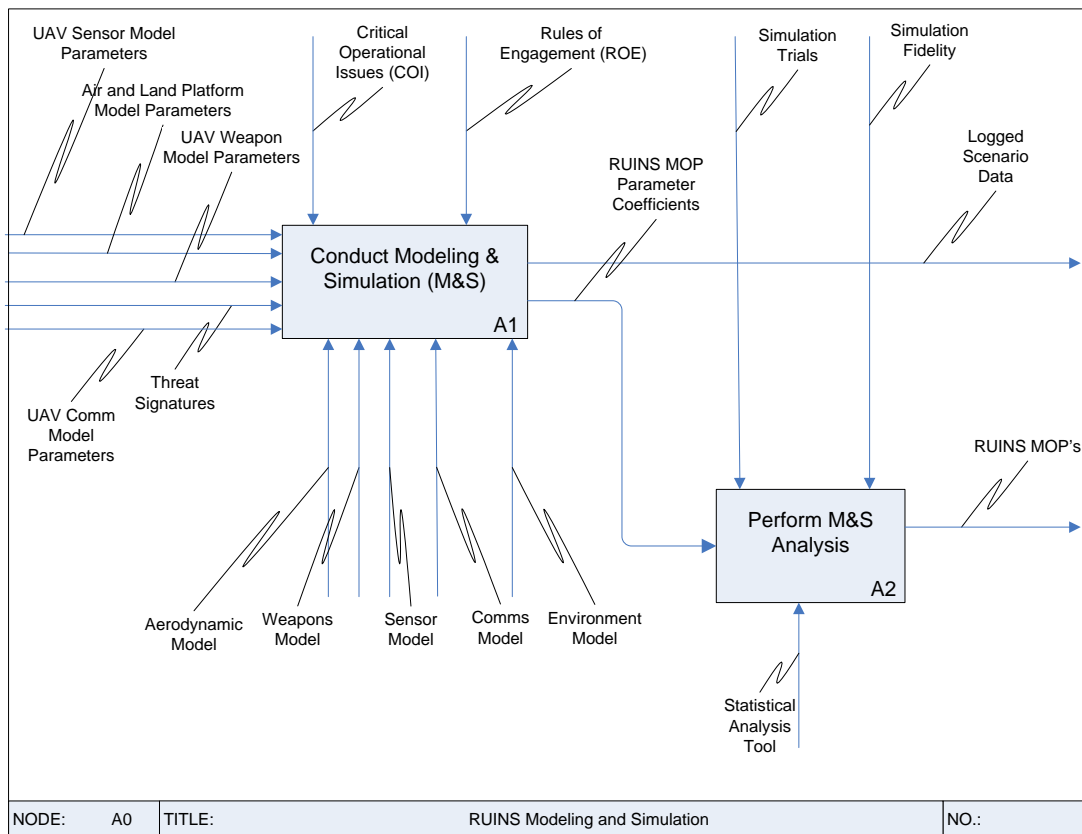 UAV Sensor Model
Parameters
Air and Land Platform
Model Parameters
UAV Weapon
Model Parameters
Critical
Operational
Issues (COI)
Rules of
Engagement (ROE)
Simulation
Trials
Simulation
Fidelity
RUINS MOP
Parameter
Coefficients
Logged
Scenario
Data
Conduct Modeling &
Simulation (M&S)
A1
Threat
Signatures
UAV Comm
Model
Parameters
RUINS MOP's
Perform M&S
Analysis
A2
Aerodynamic
Model
Weapons
Model
Sensor
Model
Comms
Model
Environment
Model
Statistical
Analysis
Tool
NODE: A0 TITLE: RUINS Modeling and Simulation NO.: